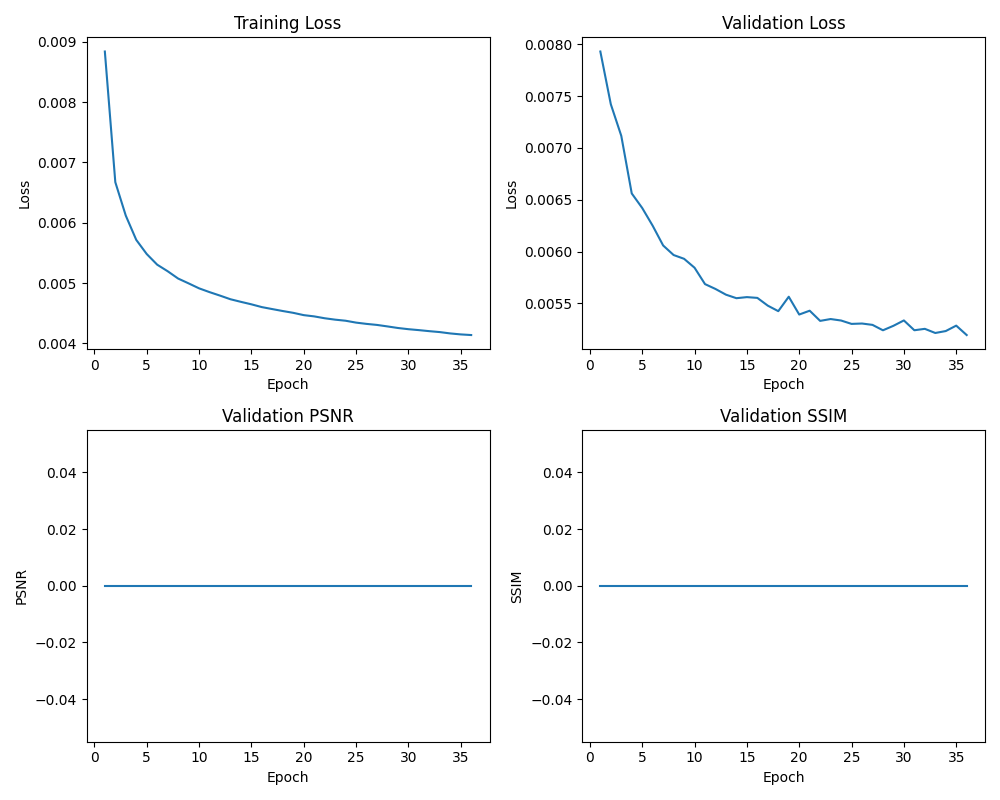 Training Loss
0.009
0.008
0.007
0.006
0.005
0.004
Loss
0 5 10 15 20 25 30 35
Epoch
Validation Loss
0.0080
0.0075
0.0070
0.0065
0.0060
0.0055
Loss
0 5 10 15 20 25 30 35
Epoch
Validation PSNR
0.04
0.02
0.00
−0.02
−0.04
PSNR
0 5 10 15 20 25 30 35
Epoch
Validation SSIM
0.04
0.02
0.00
−0.02
−0.04
SSIM
0 5 10 15 20 25 30 35
Epoch